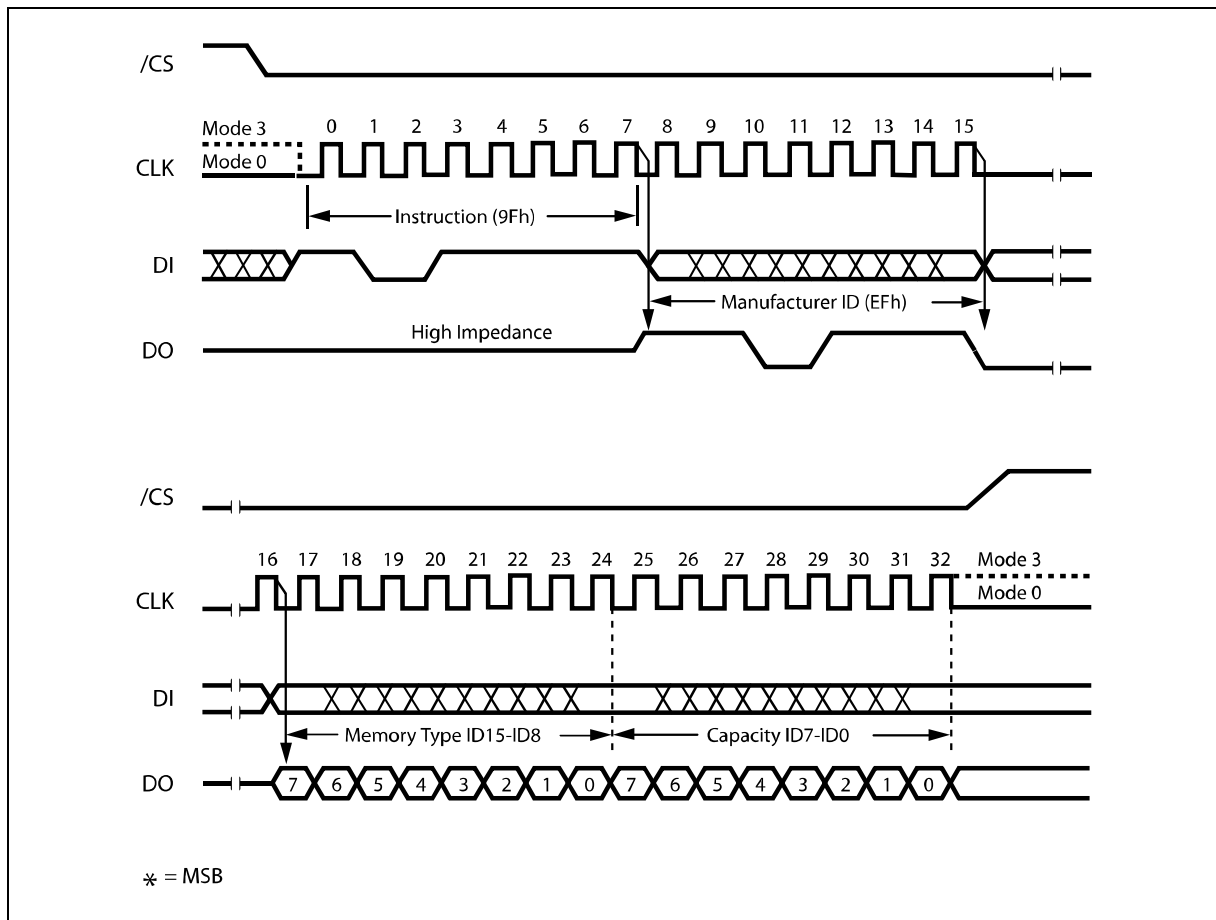 /CS
Mode 3
0 1 2 3 4 5 6 7 8 9 10 11 12 13 14 15
Mode 0
CLK
Instruction (9Fh)
DI
Manufacturer ID (EFh)
High Impedance
DO
/CS
16 17 18 19 20 21 22 23 24 25 26 27 28 29 30 31 32
Mode 3
CLK
Mode 0
DI
Memory Type ID15-ID8 Capacity ID7-ID0
DO
7 6 5 4 3 2 1 0 7 6 5 4 3 2 1 0
* = MSB